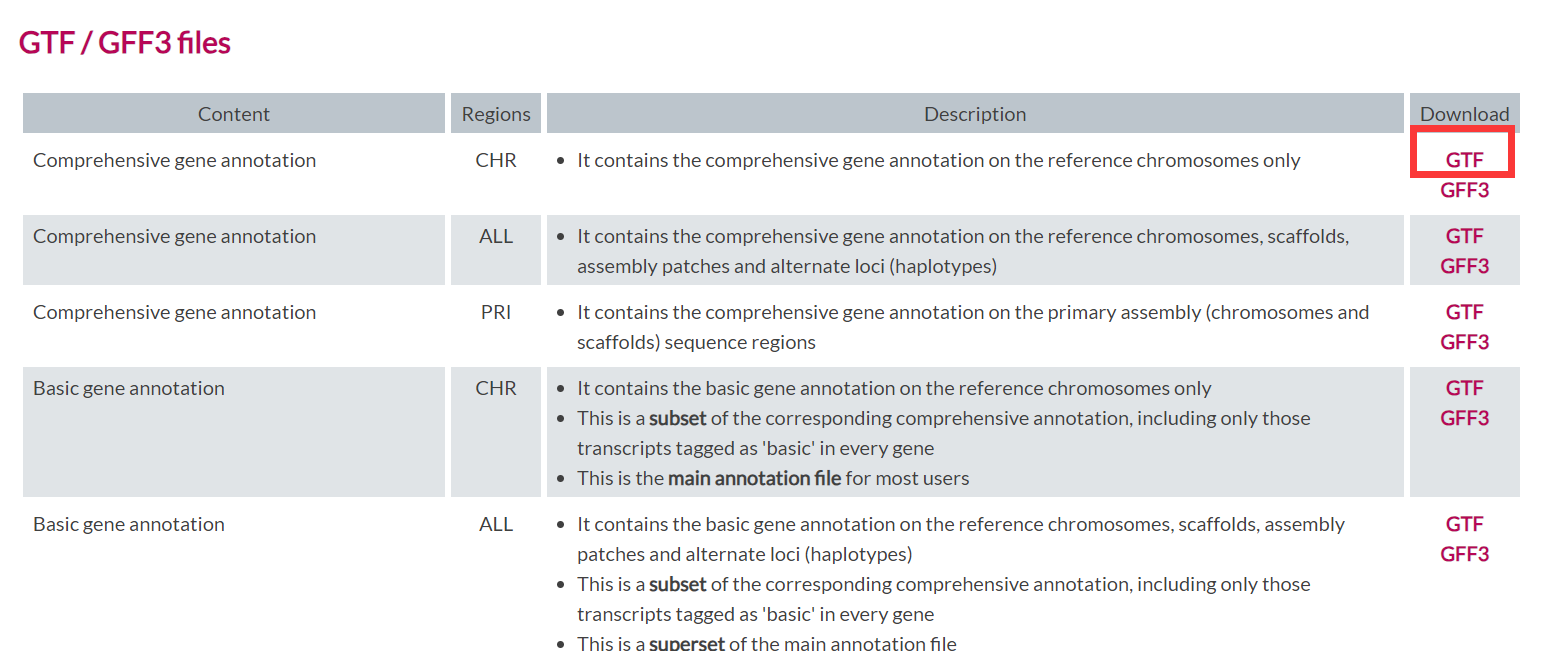 GTF / GFF3 files
Content Regions Description Download
Comprehensive gene annotation CHR • It contains the comprehensive gene annotation on the reference chromosomes only GTF
GFF3
Comprehensive gene annotation ALL • It contains the comprehensive gene annotation on the reference chromosomes, scaffolds, GTF
assembly patches and alternate loci (haplotypes) GFF3
Comprehensive gene annotation PRI • It contains the comprehensive gene annotation on the primary assembly (chromosomes and GTF
scaffolds) sequence regions GFF3
Basic gene annotation CHR • It contains the basic gene annotation on the reference chromosomes only GTF
• This is a subset of the corresponding comprehensive annotation, including only those GFF3
transcripts tagged as 'basic' in every gene
• This is the main annotation file for most users
Basic gene annotation ALL • It contains the basic gene annotation on the reference chromosomes, scaffolds, assembly GTF
patches and alternate loci (haplotypes) GFF3
• This is a subset of the corresponding comprehensive annotation, including only those
transcripts tagged as 'basic' in every gene
• This is a superset of the main annotation file